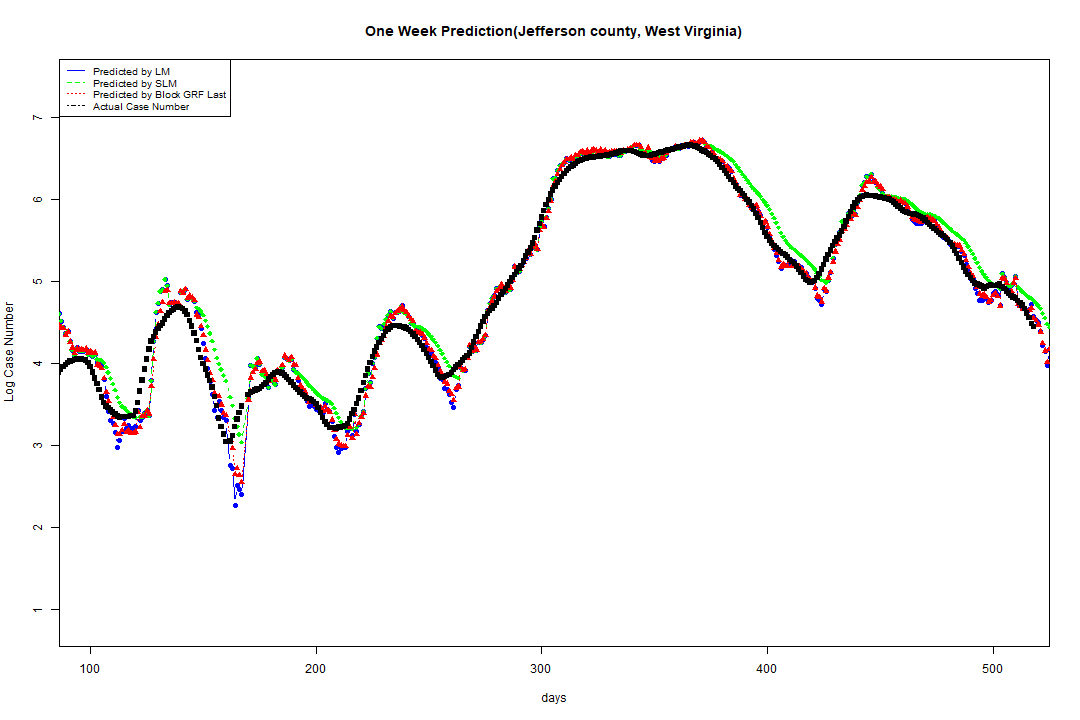 One Week Prediction(Jefferson county, West Virginia)
Predicted by LM
Predicted by SLM
Predicted by Block GRF Last
Actual Case Number
7
6
5
4
3
2
1
Log Case Number
100 200 300 400 500
days